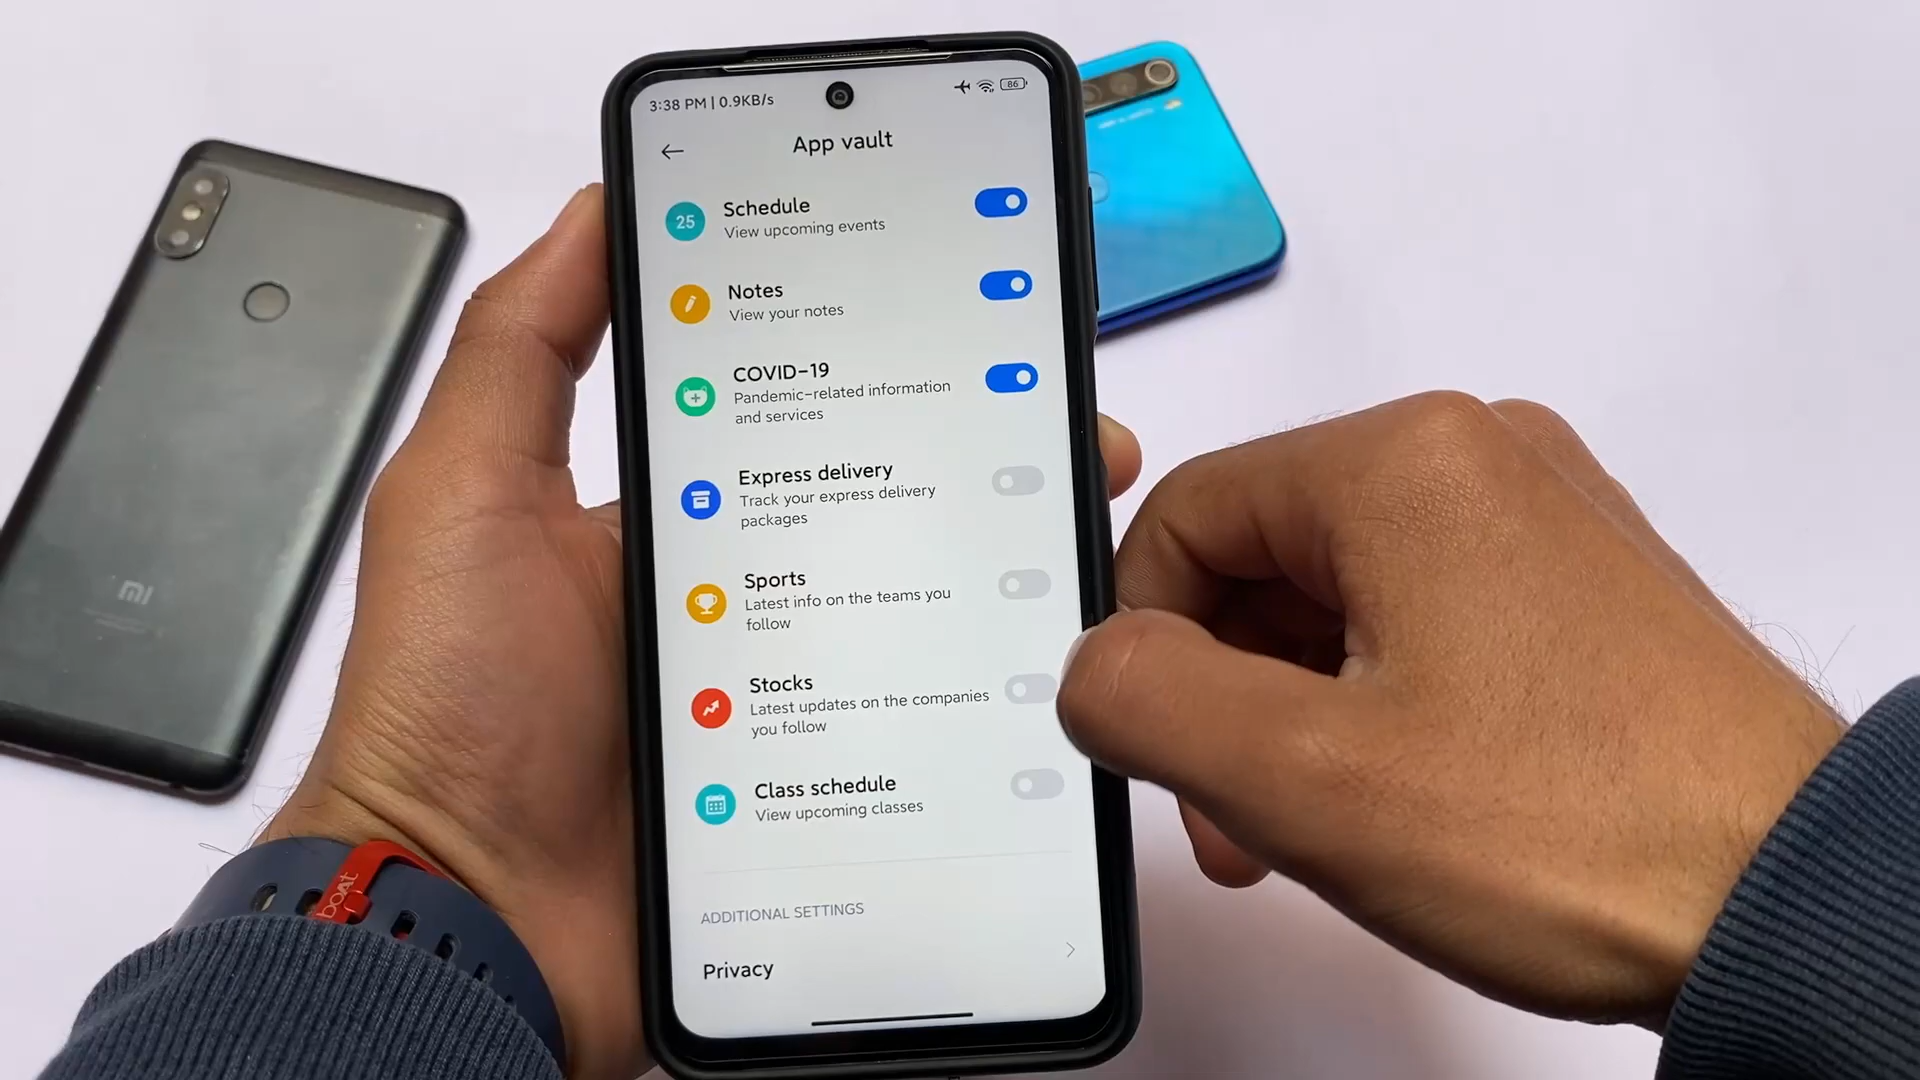 3:38 PM | 0.9KB/s
86
App vault
25
Schedule
View upcoming events
Notes
View your notes
COVID-19
Pandemic-related information
and services
Express delivery
Track your express delivery
packages
Sports
Latest info on the teams you
follow
Stocks
Latest updates on the companies
you follow
Class schedule
View upcoming classes
ADDITIONAL SETTINGS
Privacy
mi
boAt